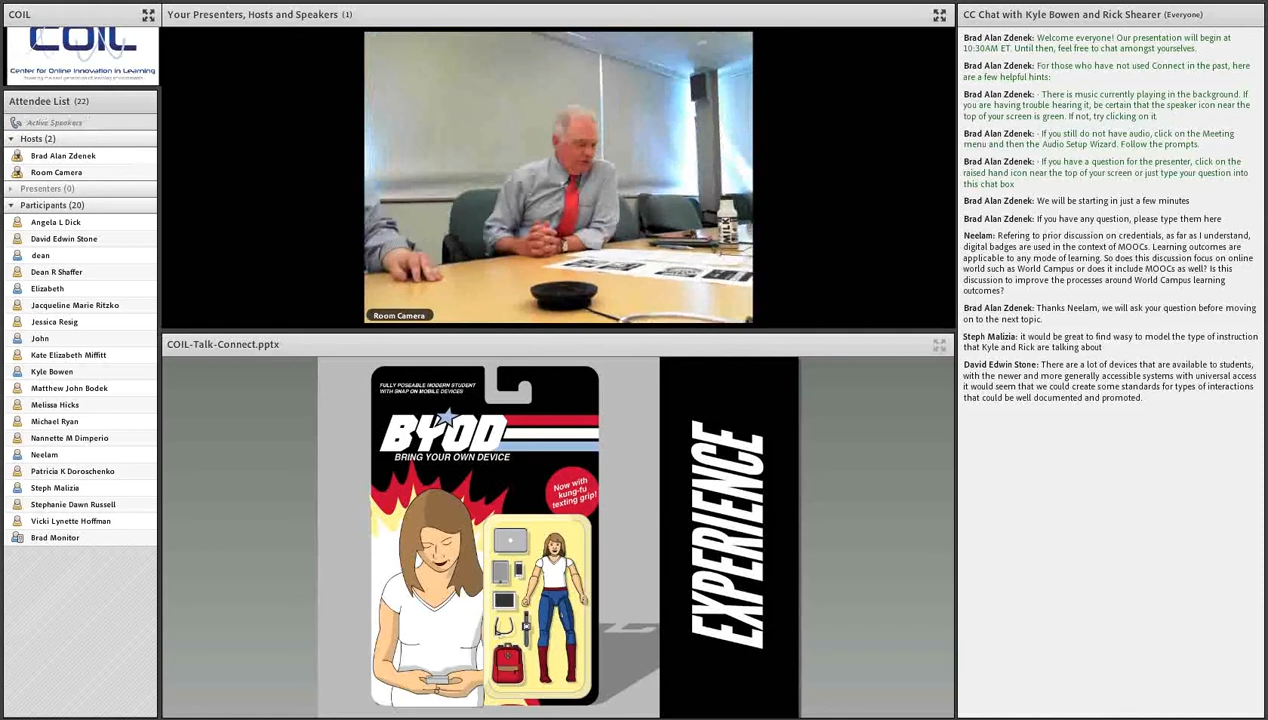 COIL
COIL
Center for Online Innovation in Learning
Attendee List (22)
Active Speakers
Hosts (2)
Brad Alan Zdenek
Room Camera
Presenters (0)
Participants (20)
Angela L Dick
David Edwin Stone
dean
Dean R Shaffer
Elizabeth
Jacqueline Marie Ritzko
Jessica Resig
John
Kate Elizabeth Miffitt
Kyle Bowen
Matthew John Bodek
Melissa Hicks
Michael Ryan
Nannette M Dimperio
Neelam
Patricia K Doroschenko
Steph Malizia
Stephanie Dawn Russell
Vicki Lynette Hoffman
Brad Monitor
Your Presenters, Hosts and Speakers (1)
MILK
Room Camera
COIL-Talk-Connect.pptx
FULLY POSEABLE MODERN STUDENT
WITH SNAP ON MOBILE DEVICES
BYOD
BRING YOUR OWN DEVICE
Now with
kung-fu
texting grip!
EXPERIENCE
CC Chat with Kyle Bowen and Rick Shearer (Everyone)
Brad Alan Zdenek: Welcome everyone! Our presentation will begin at
10:30AM ET. Until then, feel free to chat amongst yourselves.
Brad Alan Zdenek: For those who have not used Connect in the past, here
are a few helpful hints:
Brad Alan Zdenek: · There is music currently playing in the background. If
you are having trouble hearing it, be certain that the speaker icon near the
top of your screen is green. If not, try clicking on it.
Brad Alan Zdenek: · If you still do not have audio, click on the Meeting
menu and then the Audio Setup Wizard. Follow the prompts.
Brad Alan Zdenek: · If you have a question for the presenter, click on the
raised hand icon near the top of your screen or just type your question into
this chat box
Brad Alan Zdenek: We will be starting in just a few minutes
Brad Alan Zdenek: If you have any question, please type them here
Neelam: Refering to prior discussion on credentials, as far as I understand,
digital badges are used in the context of MOOCs. Learning outcomes are
applicable to any mode of learning. So does this discussion focus on online
world such as World Campus or does it include MOOCs as well? Is this
discussion to improve the processes around World Campus learning
outcomes?
Brad Alan Zdenek: Thanks Neelam, we will ask your question before moving
on to the next topic.
Steph Malizia: it would be great to find wasy to model the type of instruction
that Kyle and Rick are talking about
David Edwin Stone: There are a lot of devices that are available to students,
with the newer and more generally accessible systems with universal access
it would seem that we could create some standards for types of interactions
that could be well documented and promoted.